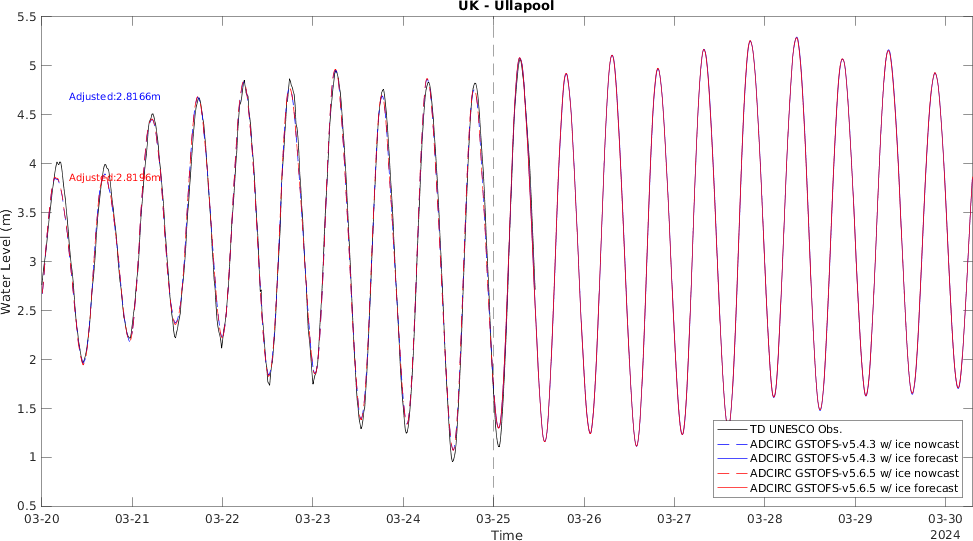 UK - Ullapool
5.5
5
4.5
4
3.5
3
2.5
2
1.5
1
0.5
Water Level (m)
Adjusted:2.8166m
Adjusted:2.8196m
TD UNESCO Obs.
ADCIRC GSTOFS-v5.4.3 w/ ice nowcast
ADCIRC GSTOFS-v5.4.3 w/ ice forecast
ADCIRC GSTOFS-v5.6.5 w/ ice nowcast
ADCIRC GSTOFS-v5.6.5 w/ ice forecast
03-20 03-21 03-22 03-23 03-24 03-25 03-26 03-27 03-28 03-29 03-30
Time
2024